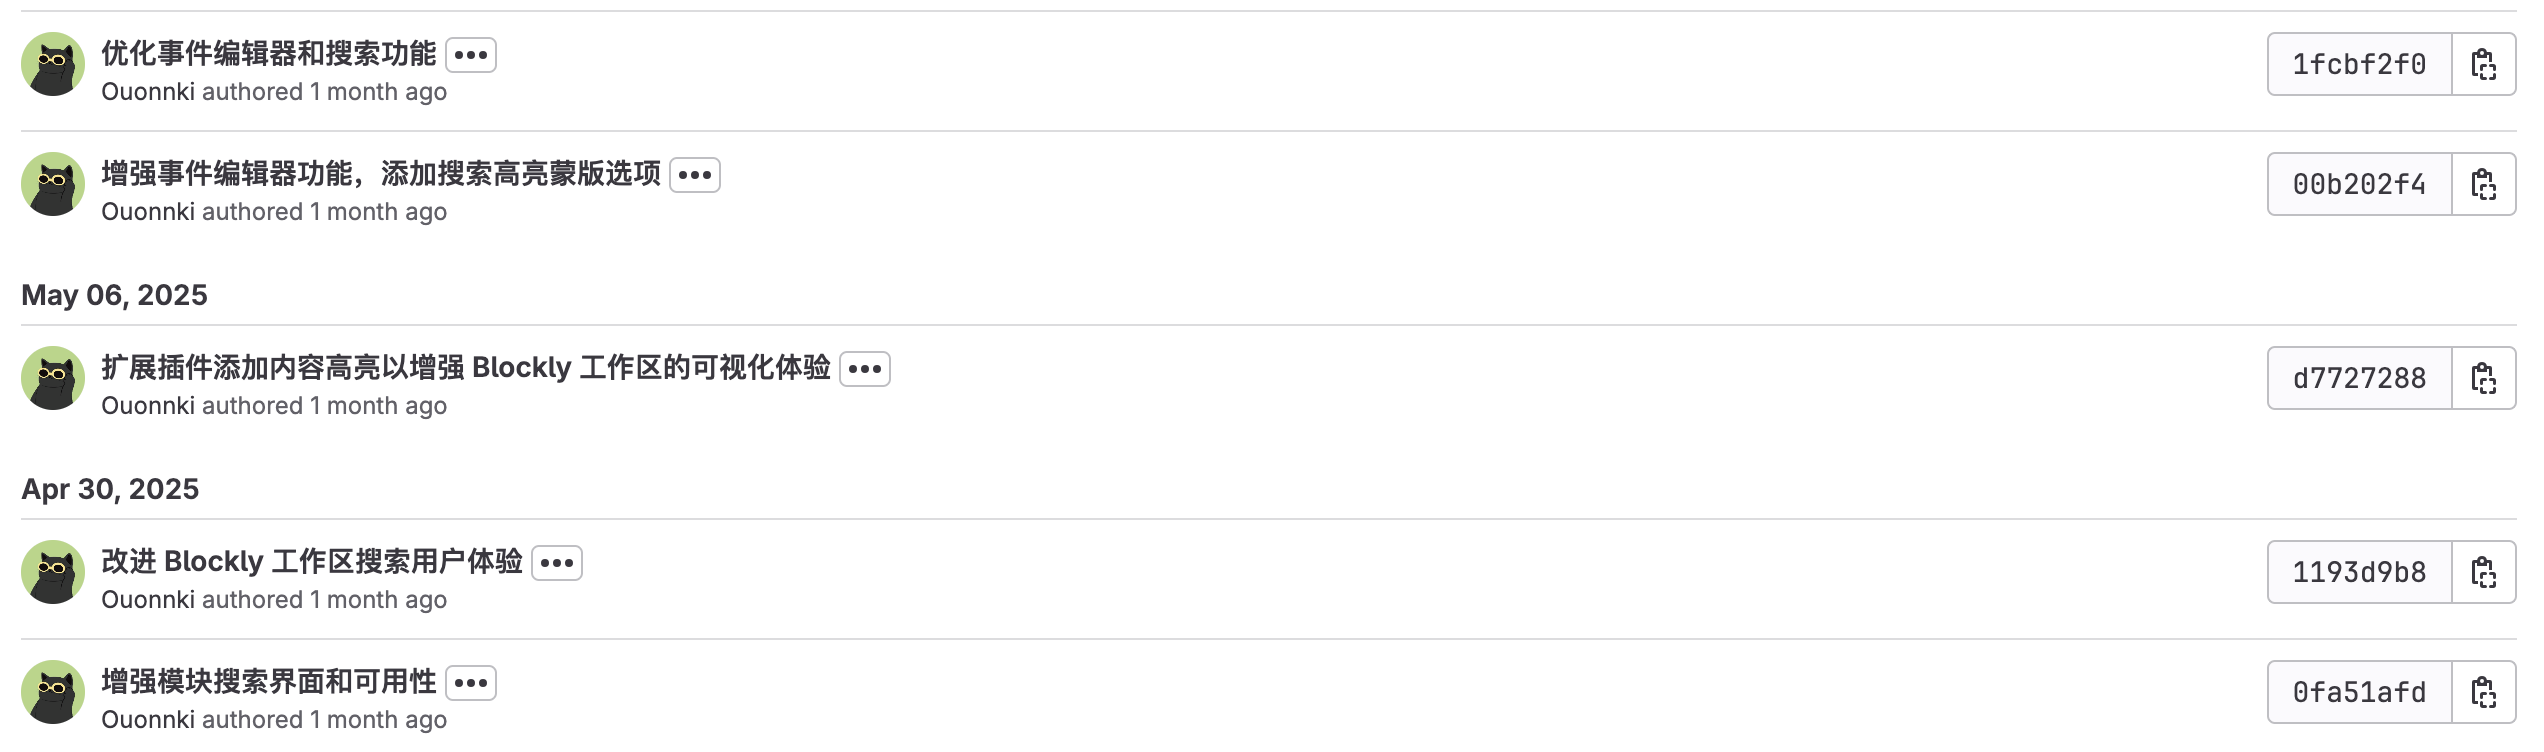 优化事件编辑器和搜索功能
Ouonnki authored 1 month ago
1fcbf2f0
增强事件编辑器功能，添加搜索高亮蒙版选项
Ouonnki authored 1 month ago
00b202f4
May 06, 2025
扩展插件添加内容高亮以增强 Blockly 工作区的可视化体验
Ouonnki authored 1 month ago
d7727288
Apr 30, 2025
改进 Blockly 工作区搜索用户体验
Ouonnki authored 1 month ago
1193d9b8
增强模块搜索界面和可用性
Ouonnki authored 1 month ago
0fa51afd